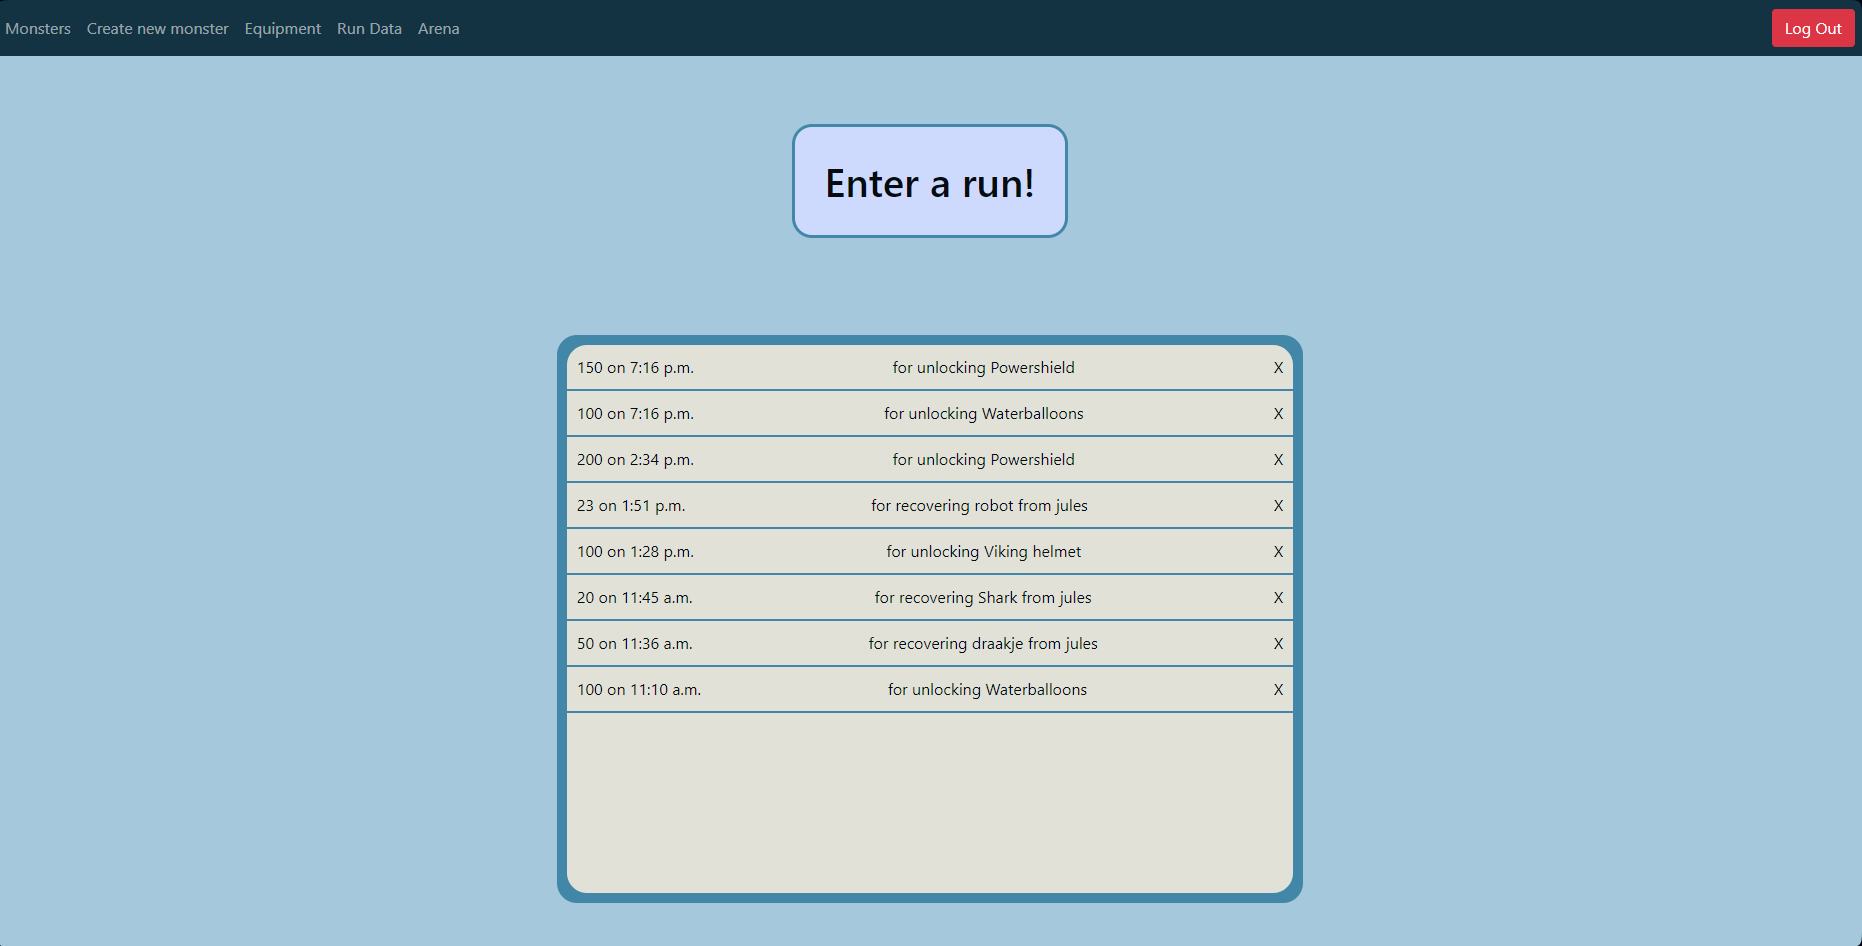 Monsters Create new monster Equipment Run Data Arena Log Out
Enter a run!
150 on 7:16 p.m. for unlocking Powershield X
100 on 7:16 p.m. for unlocking Waterballoons X
200 on 2:34 p.m. for unlocking Powershield X
23 on 1:51 p.m. for recovering robot from jules X
100 on 1:28 p.m. for unlocking Viking helmet X
20 on 11:45 a.m. for recovering Shark from jules X
50 on 11:36 a.m. for recovering draakje from jules X
100 on 11:10 a.m. for unlocking Waterballoons X